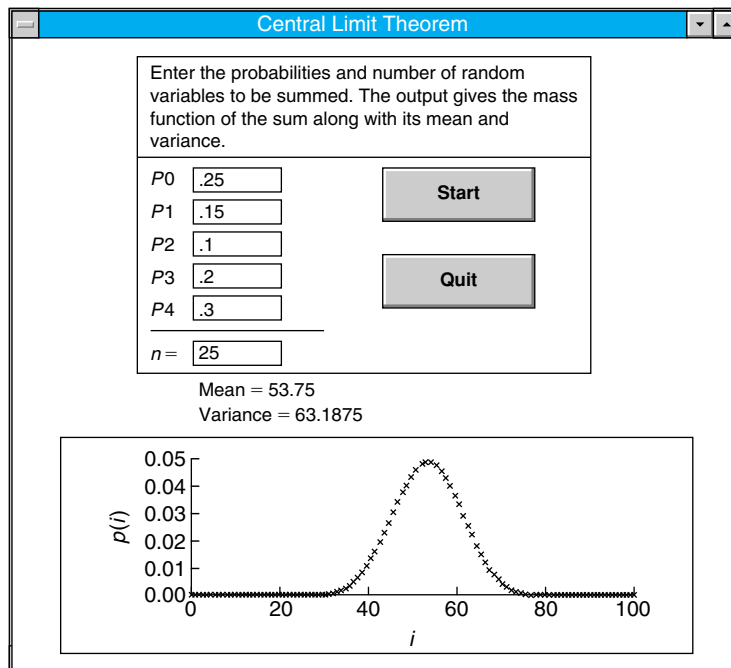 Central Limit Theorem
Enter the probabilities and number of random
variables to be summed. The output gives the mass
function of the sum along with its mean and
variance.
P0 .25
P1 .15
P2 .1
P3 .2
P4 .3
n = 25
Start
Quit
Mean = 53.75
Variance = 63.1875
p(i)
0.05
0.04
0.03
0.02
0.01
0.00
0 20 40 60 80 100
i